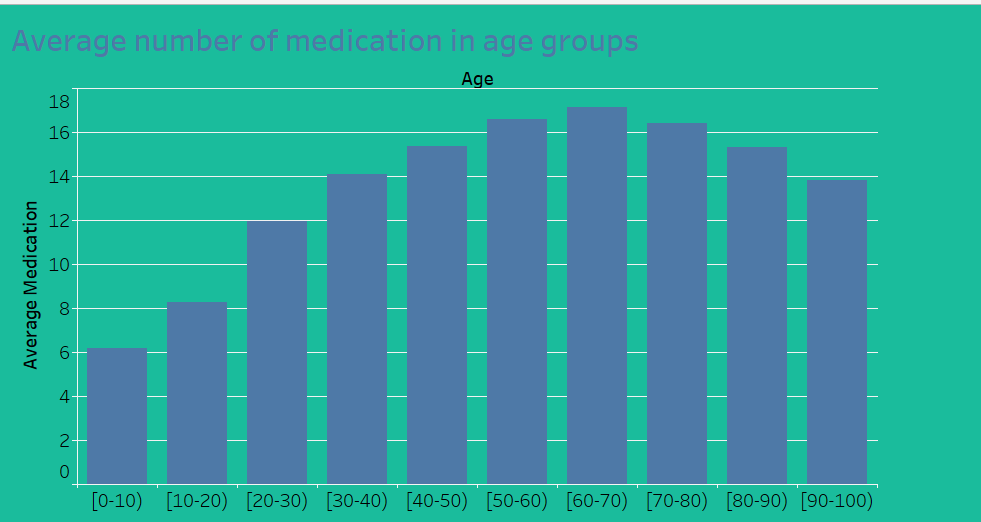 Average number of medication in age groups
Age
Average Medication
18
16
14
12
10
8
6
4
2
0
[0-10) [10-20) [20-30) [30-40) [40-50) [50-60) [60-70) [70-80) [80-90) [90-100)